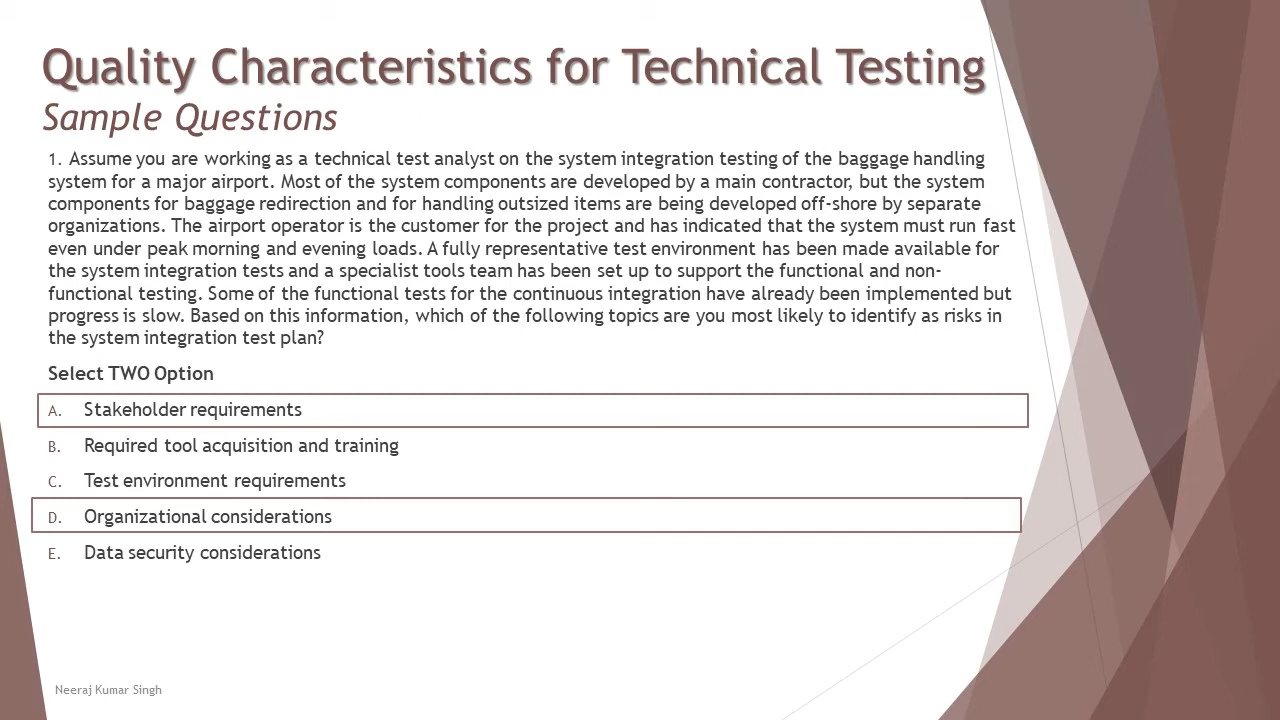 Quality Characteristics for Technical Testing
Sample Questions
1. Assume you are working as a technical test analyst on the system integration testing of the baggage handling
system for a major airport. Most of the system components are developed by a main contractor, but the system
components for baggage redirection and for handling outsized items are being developed off-shore by separate
organizations. The airport operator is the customer for the project and has indicated that the system must run fast
even under peak morning and evening loads. A fully representative test environment has been made available for
the system integration tests and a specialist tools team has been set up to support the functional and non-
functional testing. Some of the functional tests for the continuous integration have already been implemented but
progress is slow. Based on this information, which of the following topics are you most likely to identify as risks in
the system integration test plan?
Select TWO Option
A. Stakeholder requirements
B. Required tool acquisition and training
C. Test environment requirements
D. Organizational considerations
E. Data security considerations
Neeraj Kumar Singh